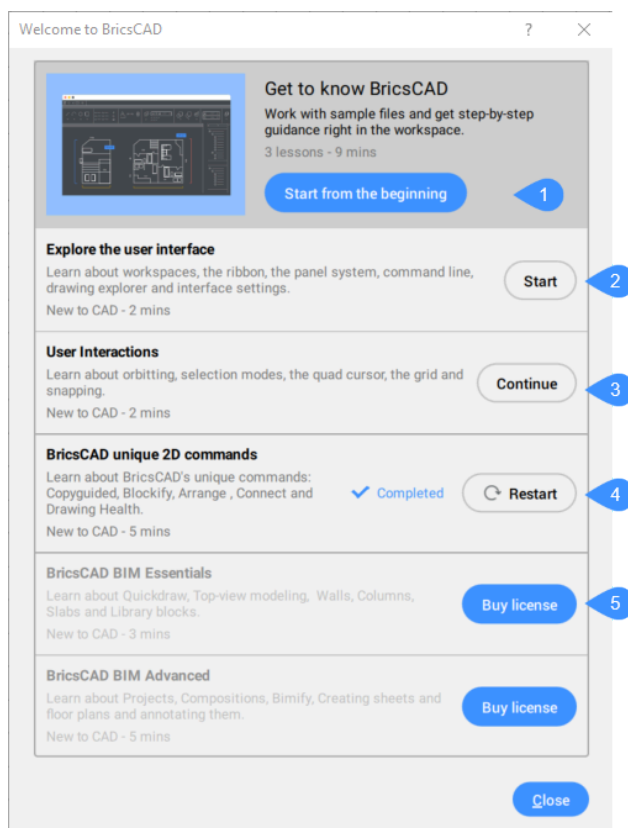 Welcome to BricsCAD
?
Get to know BricsCAD
Work with sample files and get step-by-step
guidance right in the workspace.
3 lessons - 9 mins
Start from the beginning
1
Explore the user interface
Learn about workspaces, the ribbon, the panel system, command line,
drawing explorer and interface settings.
New to CAD - 2 mins
Start
2
User Interactions
Learn about orbitting, selection modes, the quad cursor, the grid and
snapping.
New to CAD - 2 mins
Continue
3
BricsCAD unique 2D commands
Learn about BricsCAD's unique commands:
Copyguided, Blockify, Arrange , Connect and
Drawing Health.
New to CAD - 5 mins
Completed
Restart
4
BricsCAD BIM Essentials
Learn about Quickdraw, Top-view modeling, Walls, Columns,
Slabs and Library blocks.
New to CAD - 3 mins
Buy license
5
BricsCAD BIM Advanced
Learn about Projects, Compositions, Bimify, Creating sheets and
floor plans and annotating them.
New to CAD - 5 mins
Buy license
Close